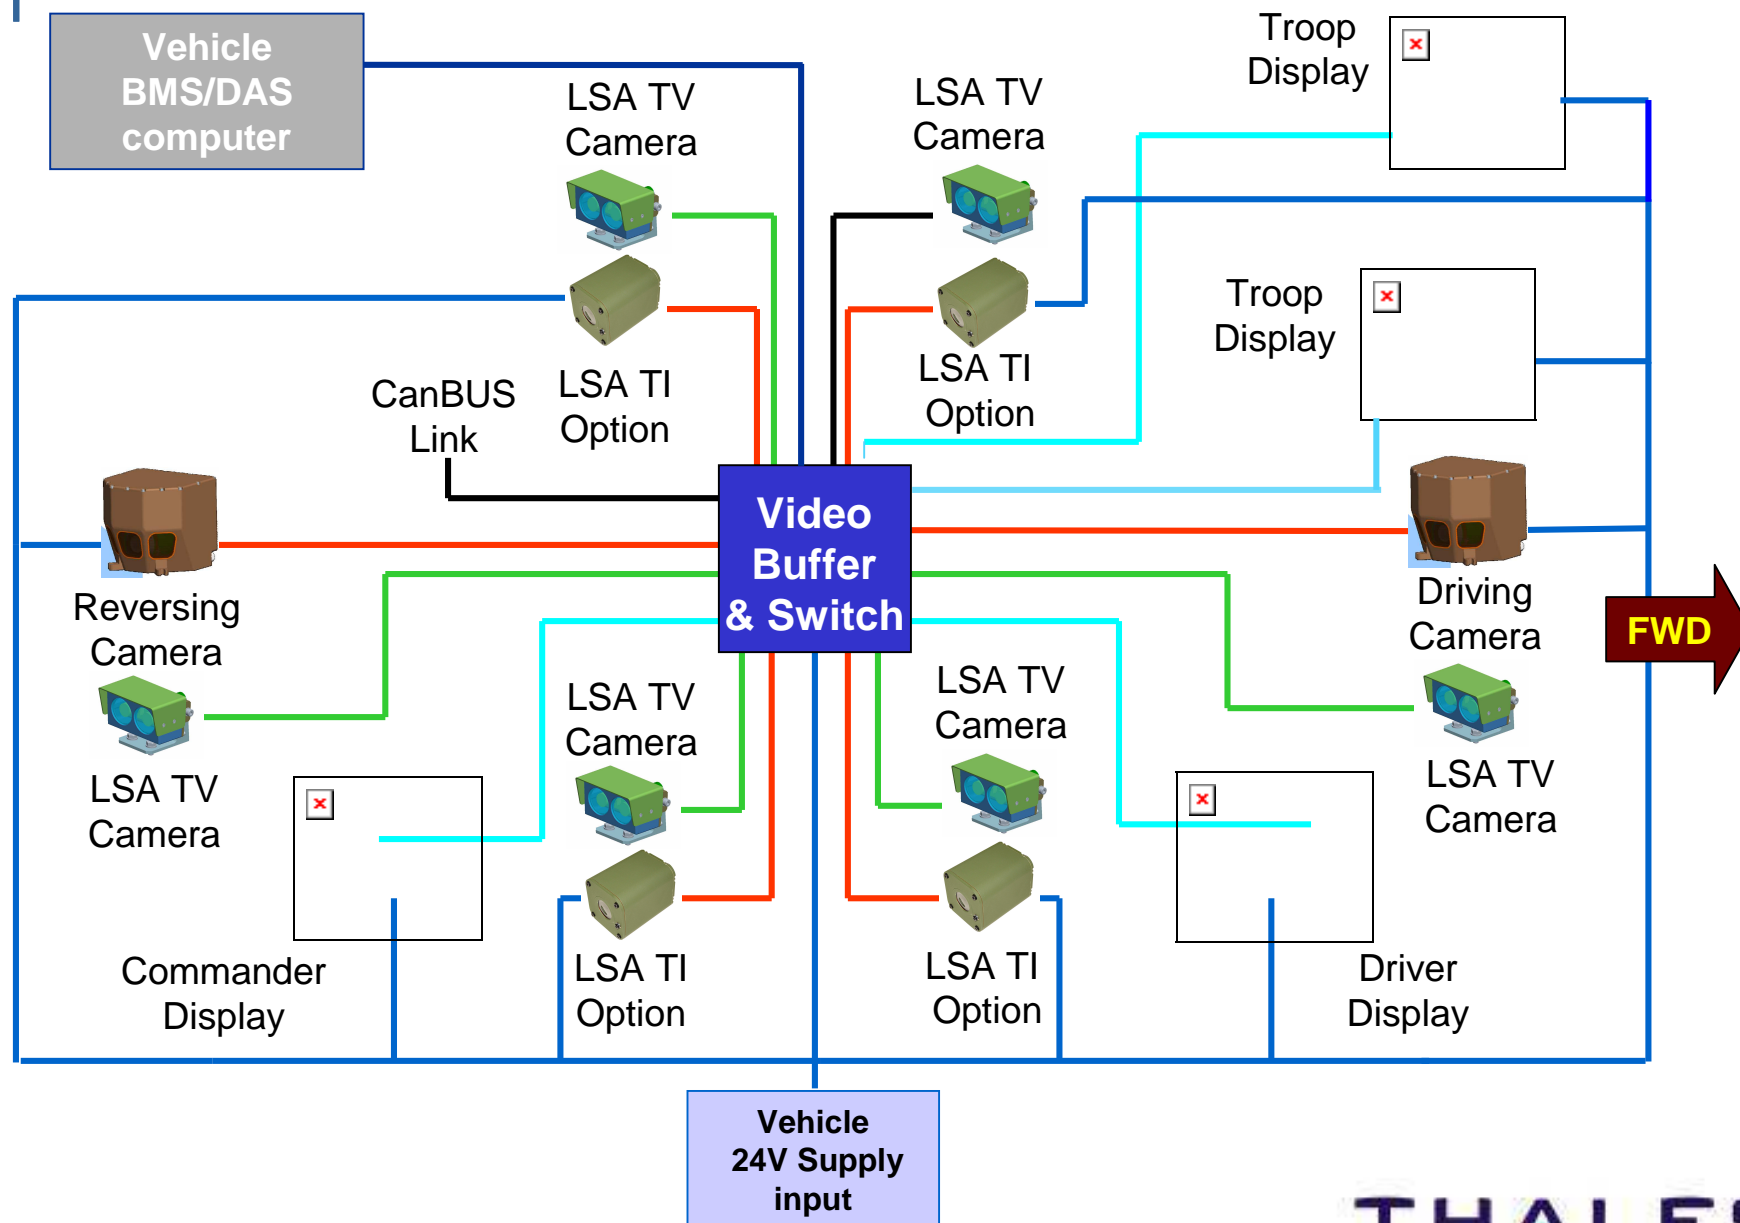 Vehicle
BMS/DAS
computer
LSA TV
Camera
LSA TV
Camera
Troop
Display
Troop
Display
CanBUS
Link
LSA TI
Option
LSA TI
Option
Video
Buffer
& Switch
Reversing
Camera
Driving
Camera
FWD
LSA TV
Camera
LSA TV
Camera
LSA TV
Camera
LSA TV
Camera
Commander
Display
LSA TI
Option
LSA TI
Option
Driver
Display
Vehicle
24V Supply
input